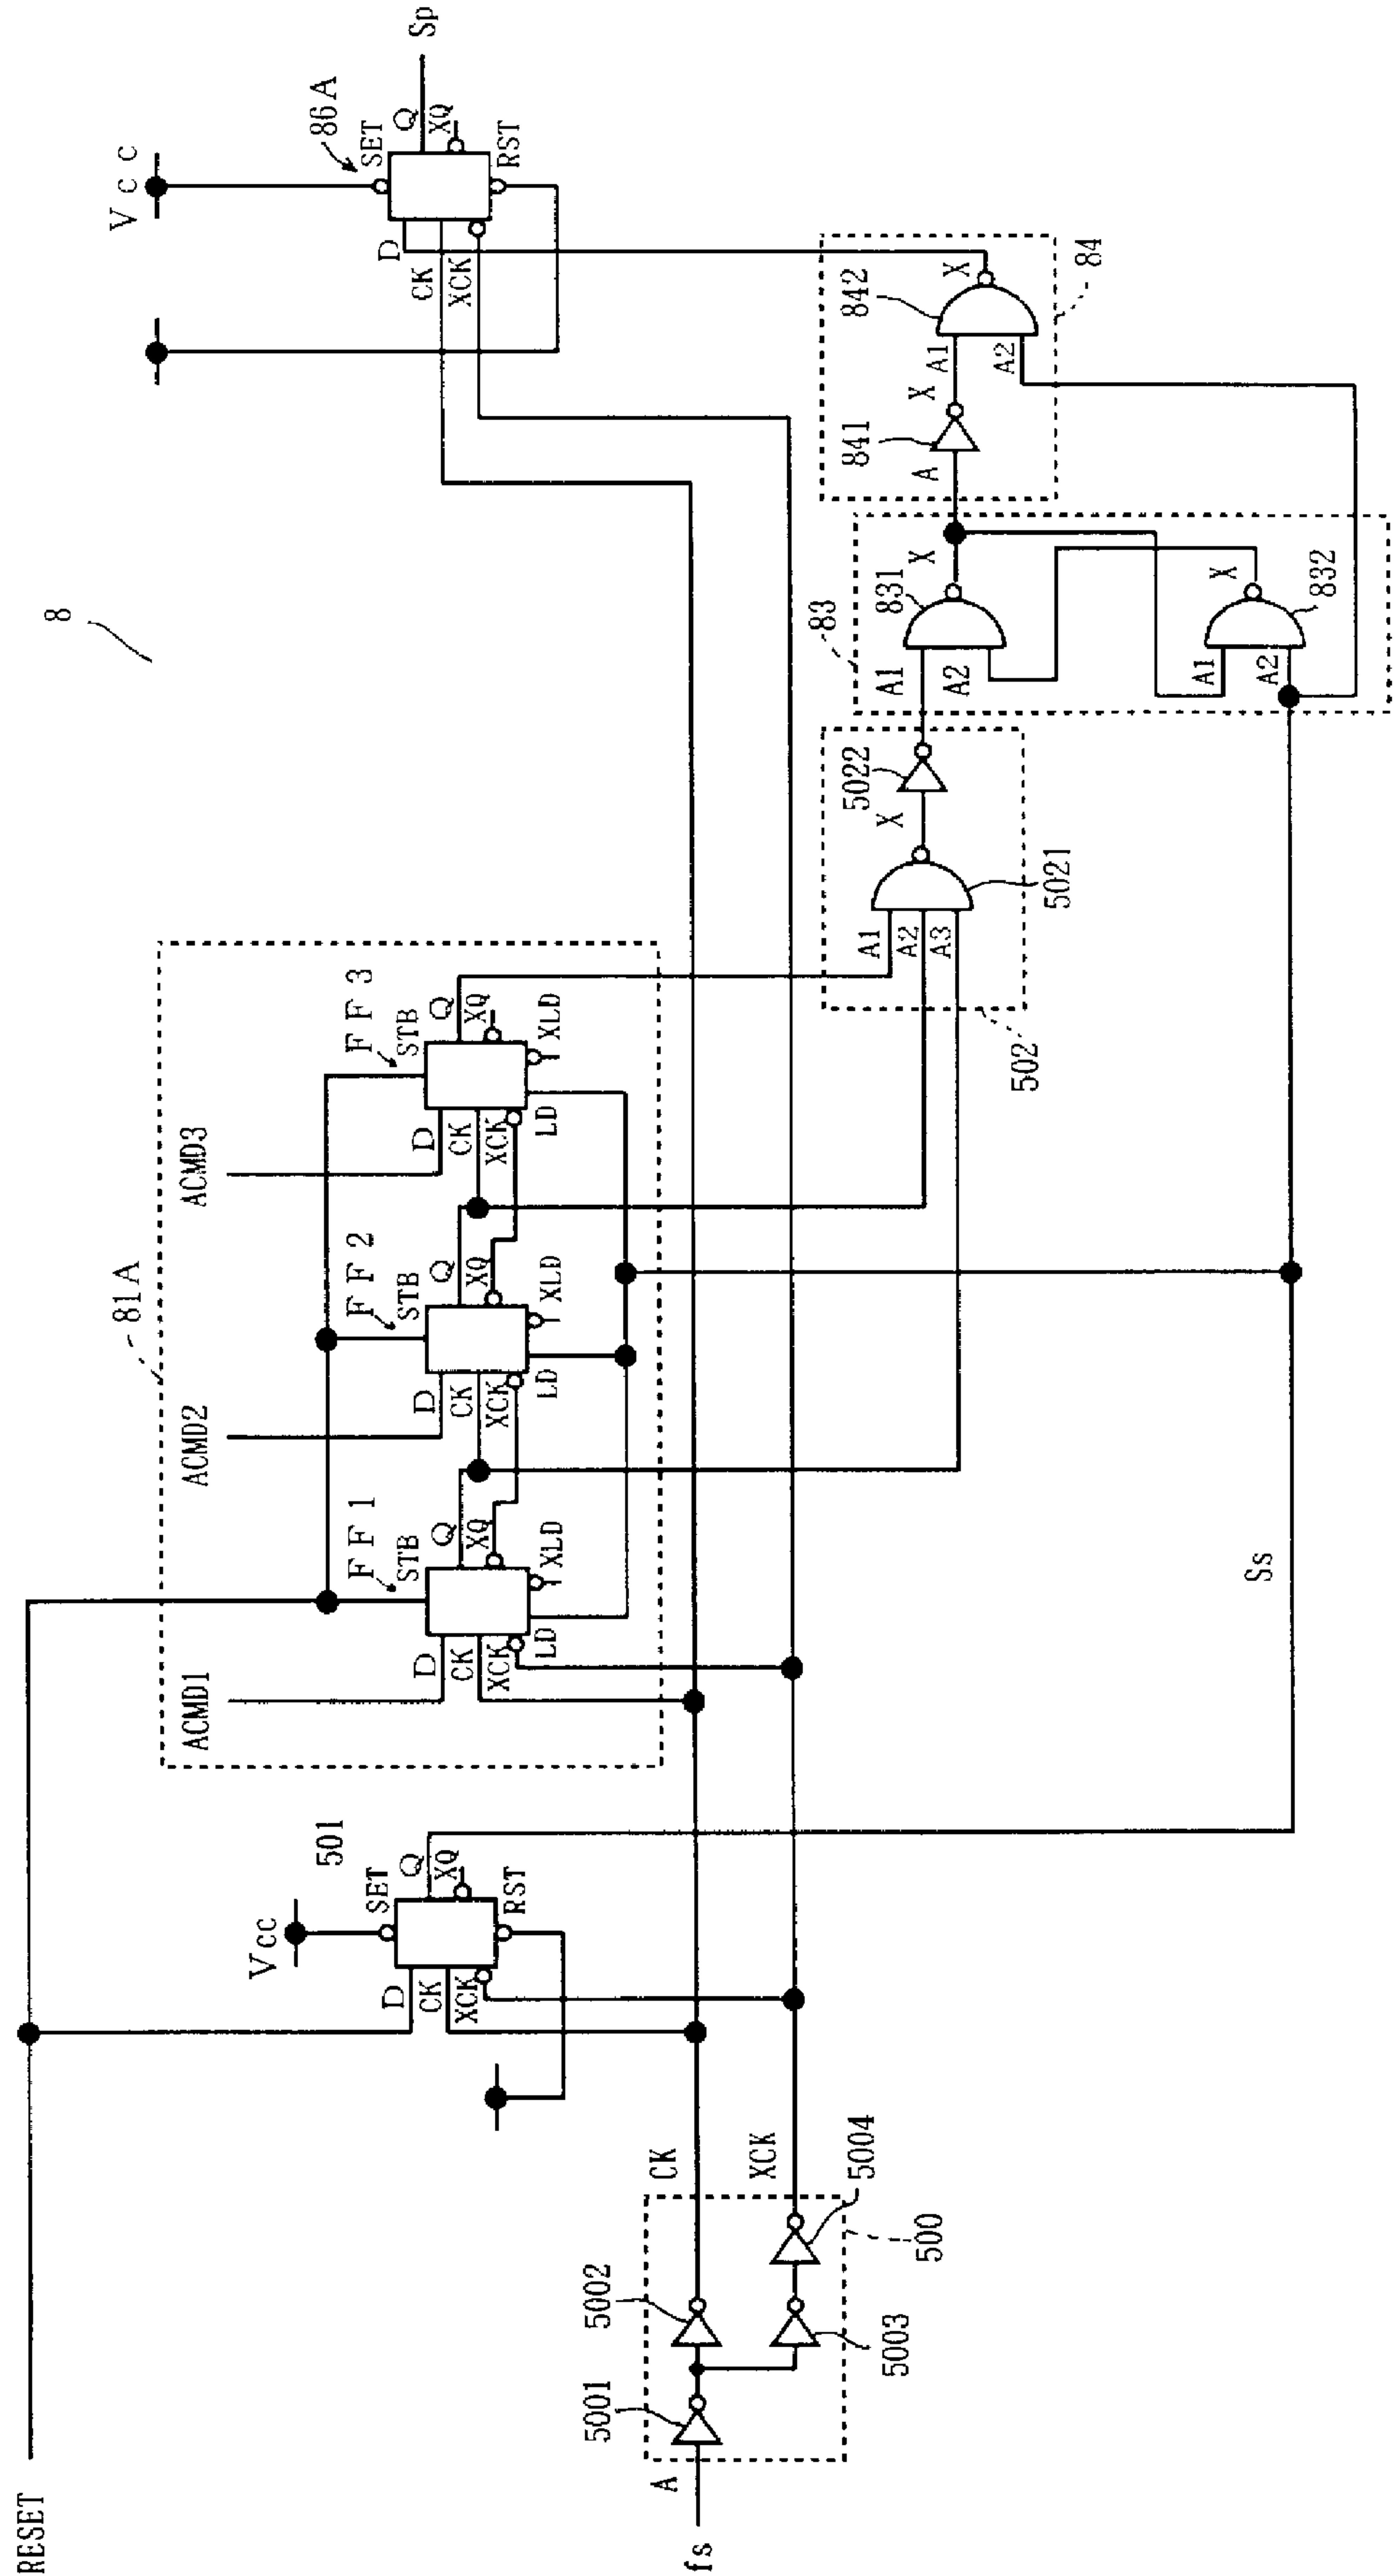 8
RESET
fs
A
5001
5002
5003
5004
500
CK
XCK
Vcc
501
SET
D
CK
XCK
Q
XQ
RST
81A
ACMD1
FF1
STB
D
CK
XCK
LD
Q
XQ
XLD
ACMD2
FF2
STB
D
CK
XCK
LD
Q
XQ
XLD
ACMD3
FF3
STB
D
CK
XCK
LD
Q
XQ
XLD
Ss
502
A1
A2
A3
5021
X
5022
83
A1
A2
831
X
A1
A2
832
X
84
A
841
X
A1
A2
842
X
Vcc
86A
SET
D
CK
XCK
Q
XQ
RST
Sp